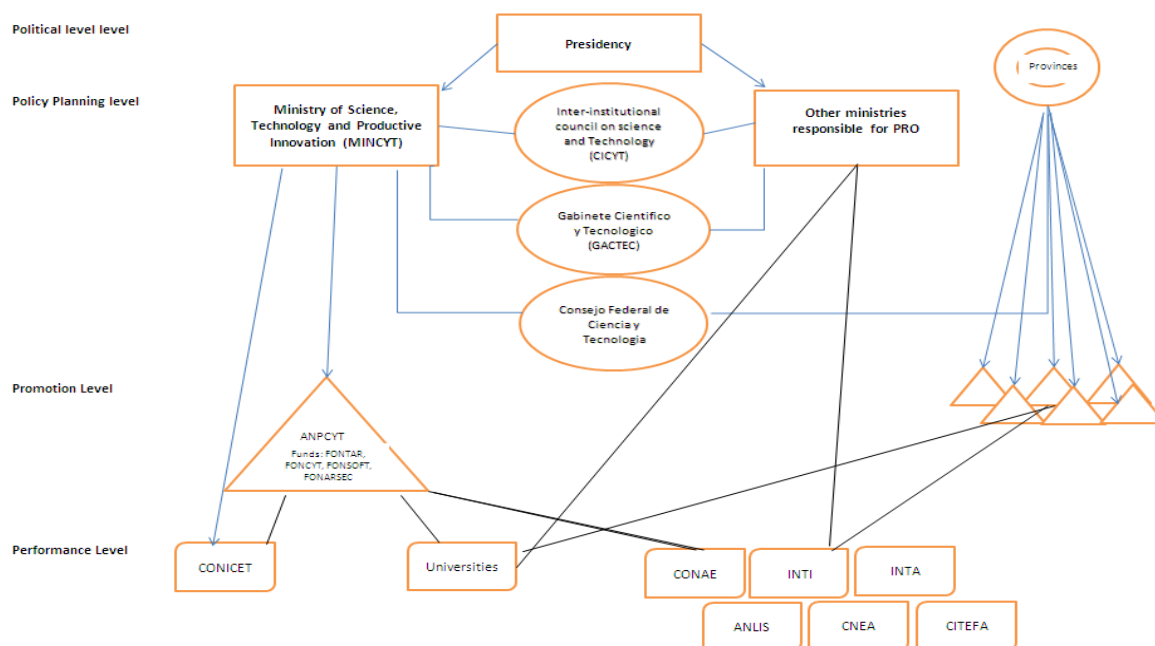 Political level level
Presidency
Provinces
Policy Planning level
Ministry of Science,
Technology and Productive
Innovation (MINCYT)
Inter-institutional
council on science
and Technology
(CICYT)
Other ministries
responsible for PRO
Gabinete Cientifico
y Tecnologico
(GACTEC)
Consejo Federal de
Ciencia y
Tecnologia
Promotion Level
ANPCYT
Funds: FONTAR,
FONCYT, FONSOFT,
FONARSEC
Performance Level
CONICET
Universities
CONAE
INTI
INTA
ANLIS
CNEA
CITEFA